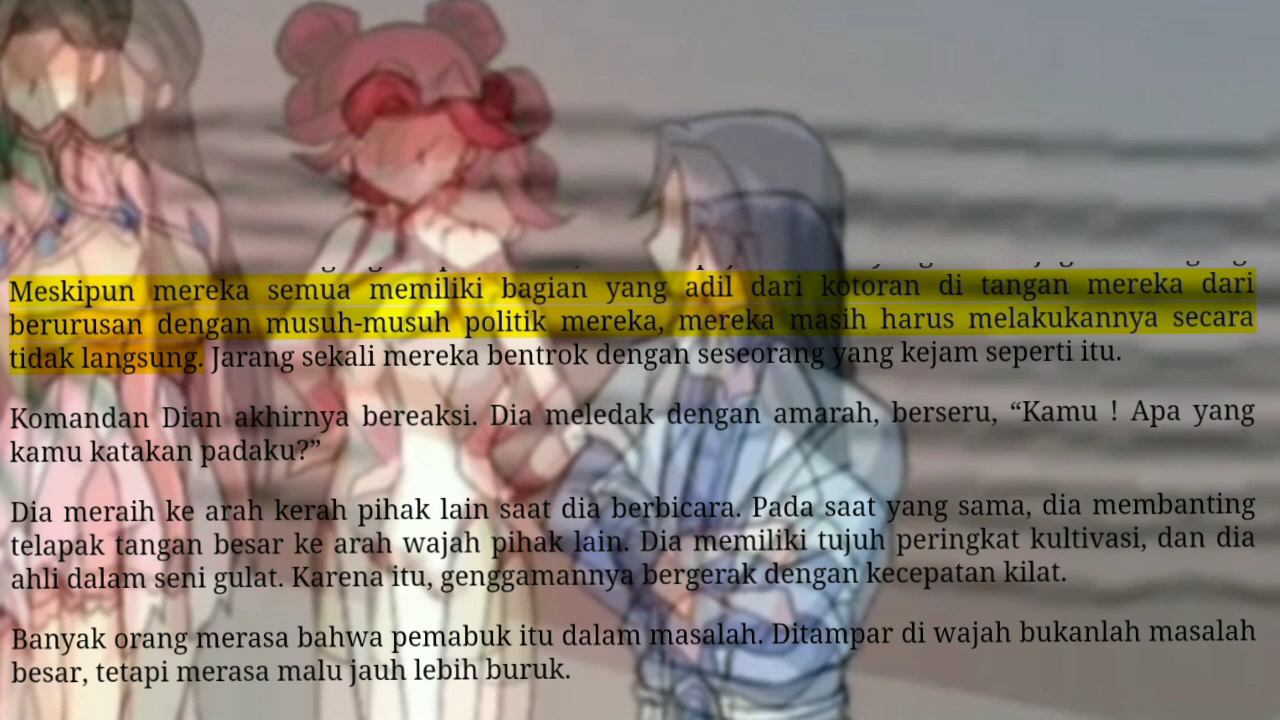 Meskipun mereka semua memiliki bagian yang adil dari kotoran di tangan mereka dari
berurusan dengan musuh-musuh politik mereka, mereka masih harus melakukannya secara
tidak langsung. Jarang sekali mereka bentrok dengan seseorang yang kejam seperti itu.
Komandan Dian akhirnya bereaksi. Dia meledak dengan amarah, berseru, “Kamu ! Apa yang
kamu katakan padaku?”
Dia meraih ke arah kerah pihak lain saat dia berbicara. Pada saat yang sama, dia membanting
telapak tangan besar ke arah wajah pihak lain. Dia memiliki tujuh peringkat kultivasi, dan dia
ahli dalam seni gulat. Karena itu, genggamannya bergerak dengan kecepatan kilat.
Banyak orang merasa bahwa pemabuk itu dalam masalah. Ditampar di wajah bukanlah masalah
besar, tetapi merasa malu jauh lebih buruk.